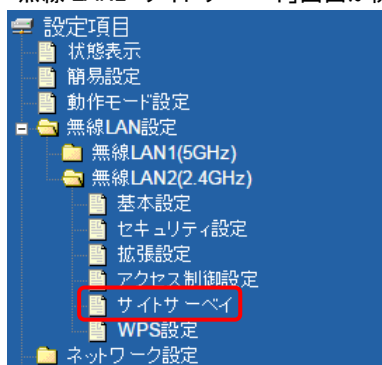 設定項目
状態表示
簡易設定
動作モード設定
無線LAN設定
無線LAN1(5GHz)
無線LAN2(2.4GHz)
基本設定
セキュリティ設定
拡張設定
アクセス制御設定
サイトサーベイ
WPS設定
ネットワーク設定